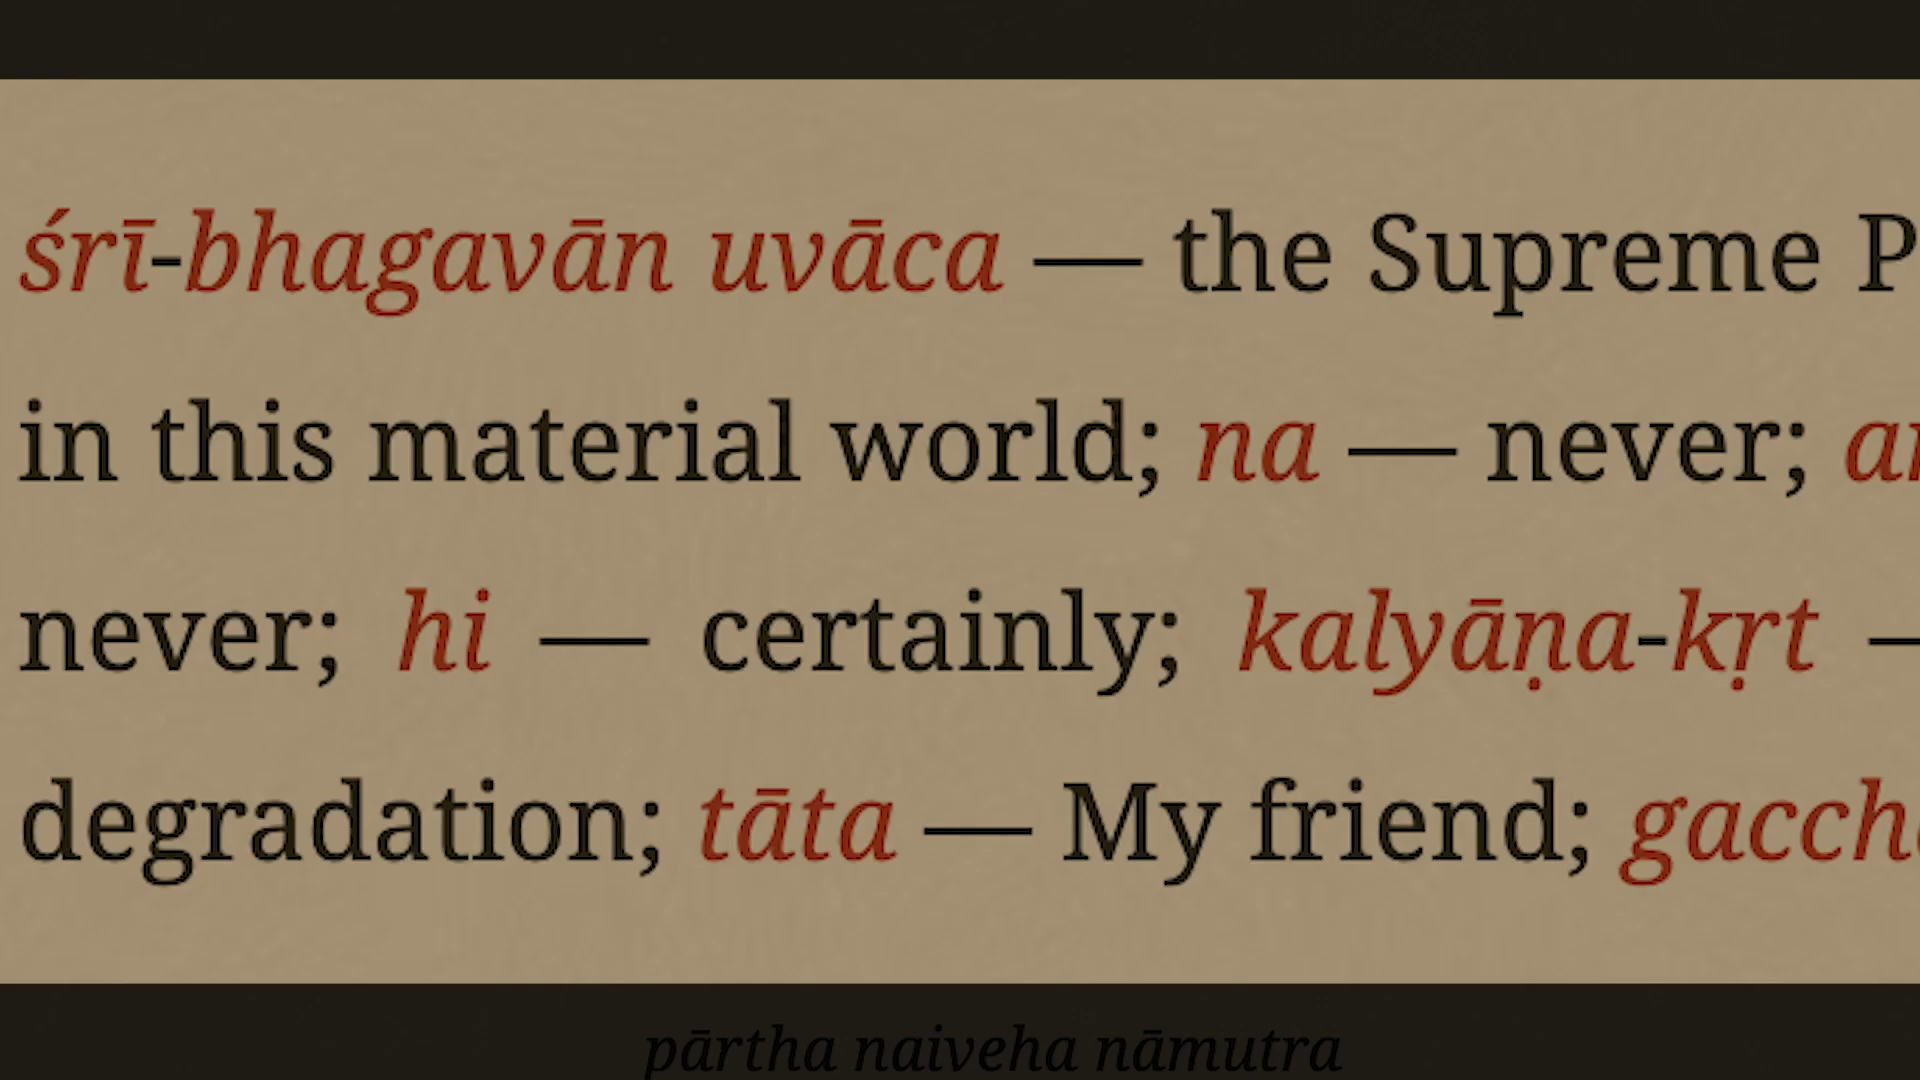 śrī-bhagavān uvāca — the Supreme P
in this material world; na — never;
never; hi — certainly; kalyāṇa-kṛt —
degradation; tāta — My friend;
pārtha naiveha nāmutra